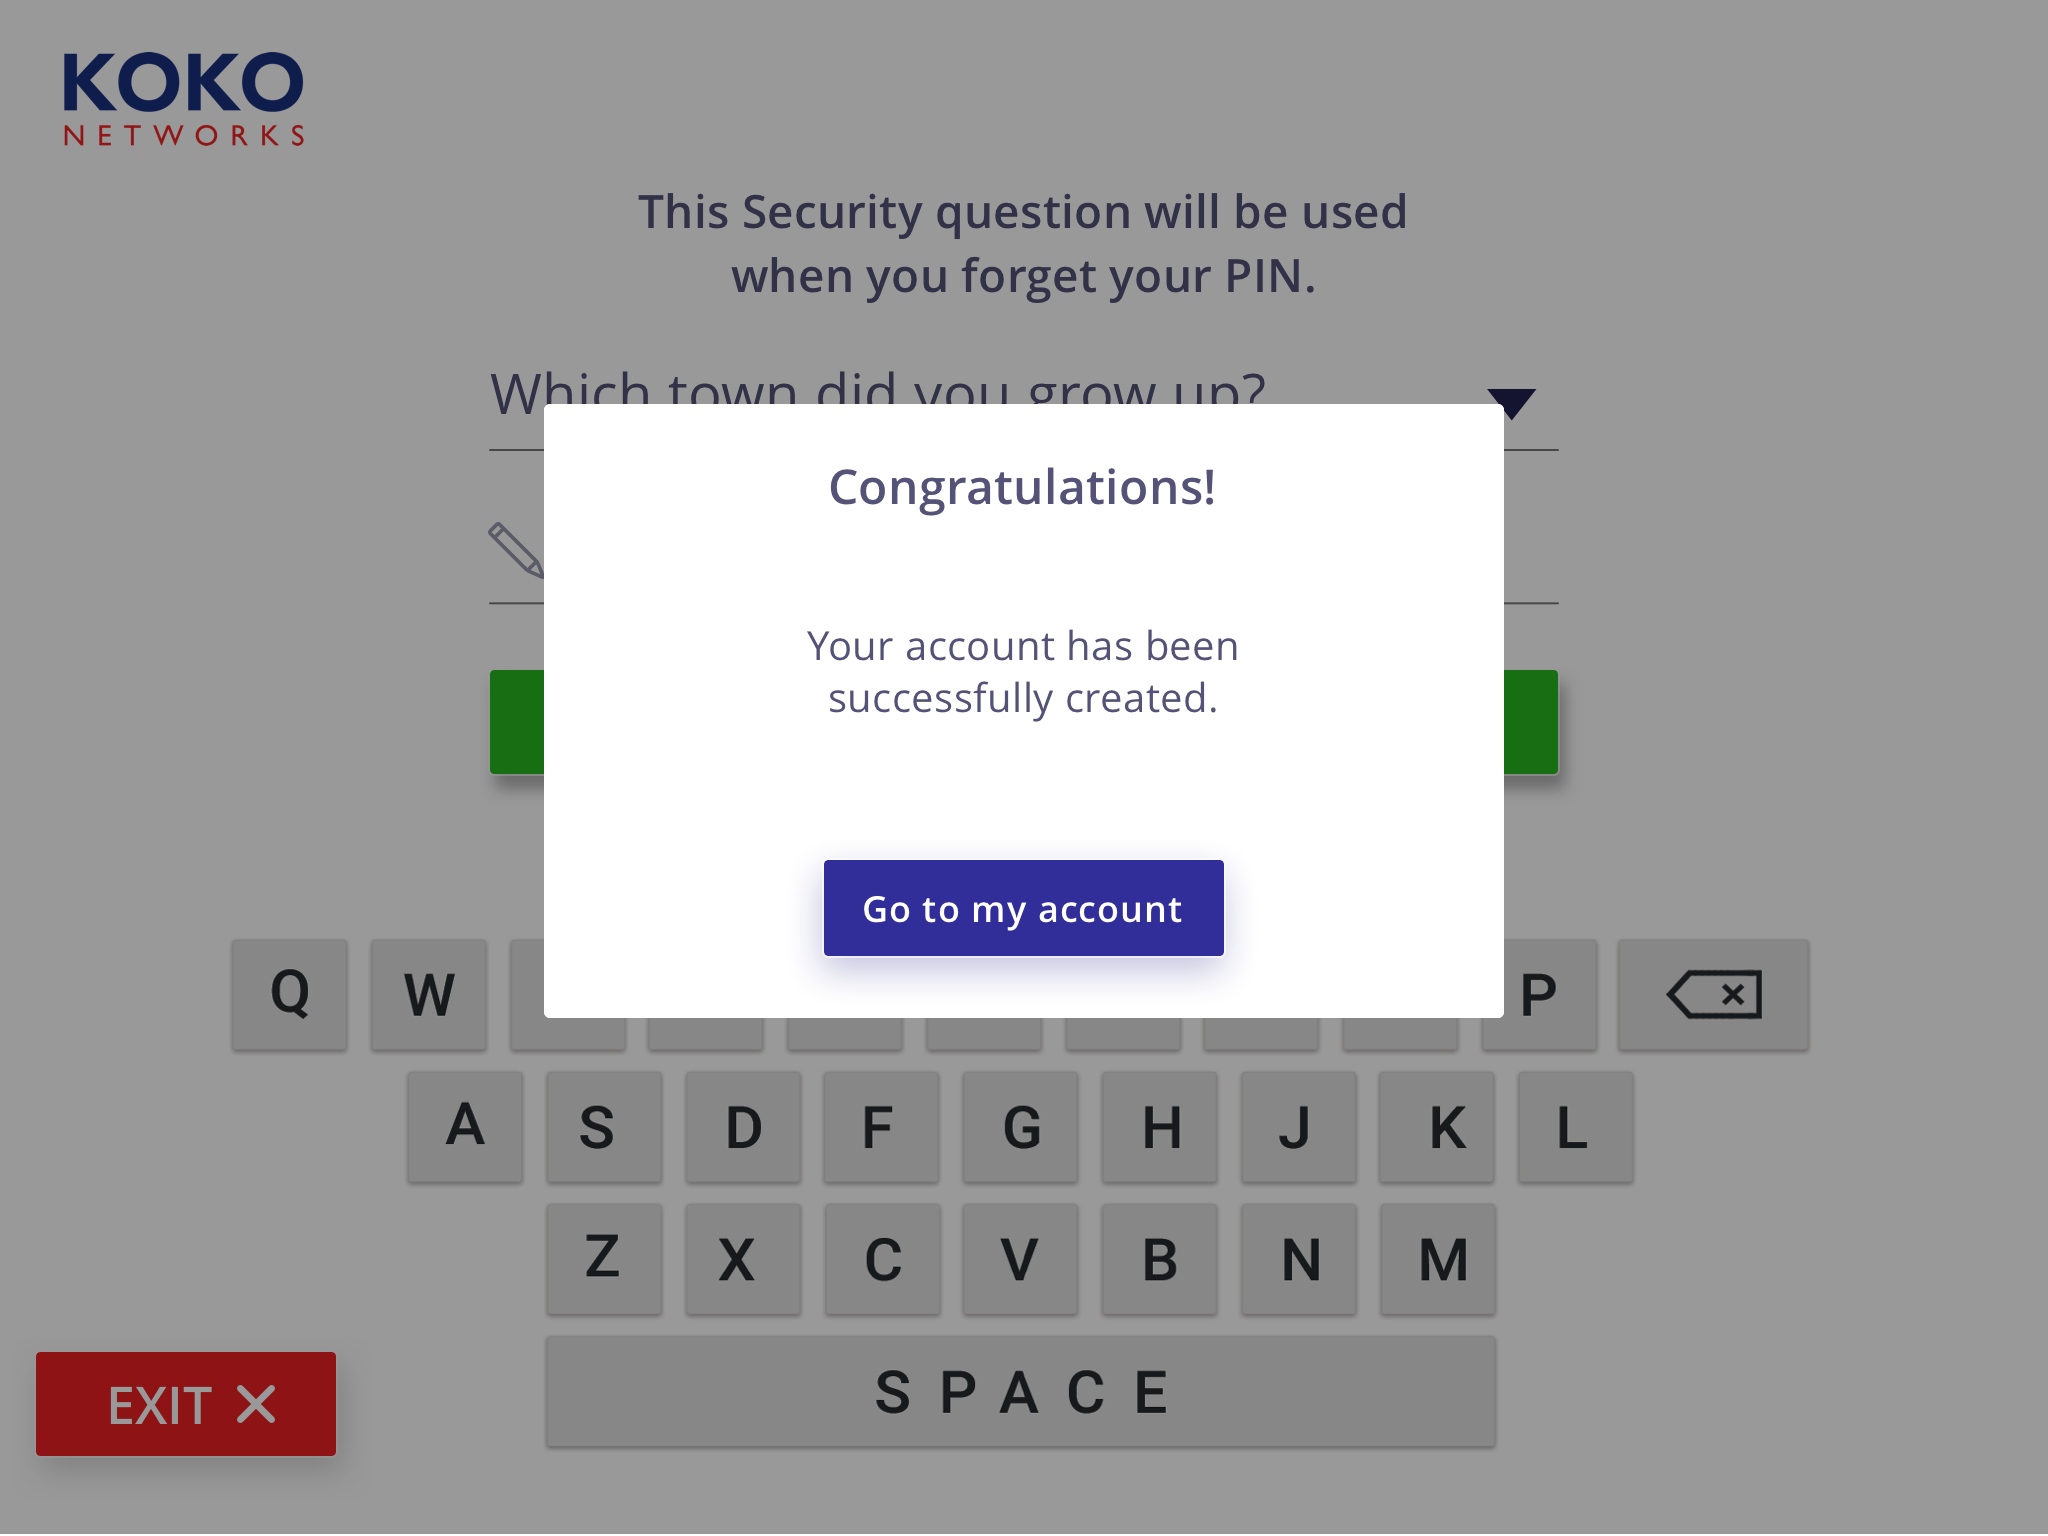 KOKO
NETWORKS
This Security question will be used
when you forget your PIN.
Which town did you grow up?
Congratulations!
Your account has been
successfully created.
Go to my account
Q W P
A S D F G H J K L
Z X C V B N M
SPACE
EXIT